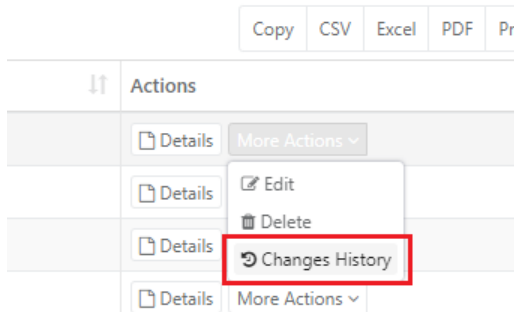 Copy CSV Excel PDF Pr
Actions
Details More Actions
Edit
Details
Delete
Details
Changes History
Details More Actions